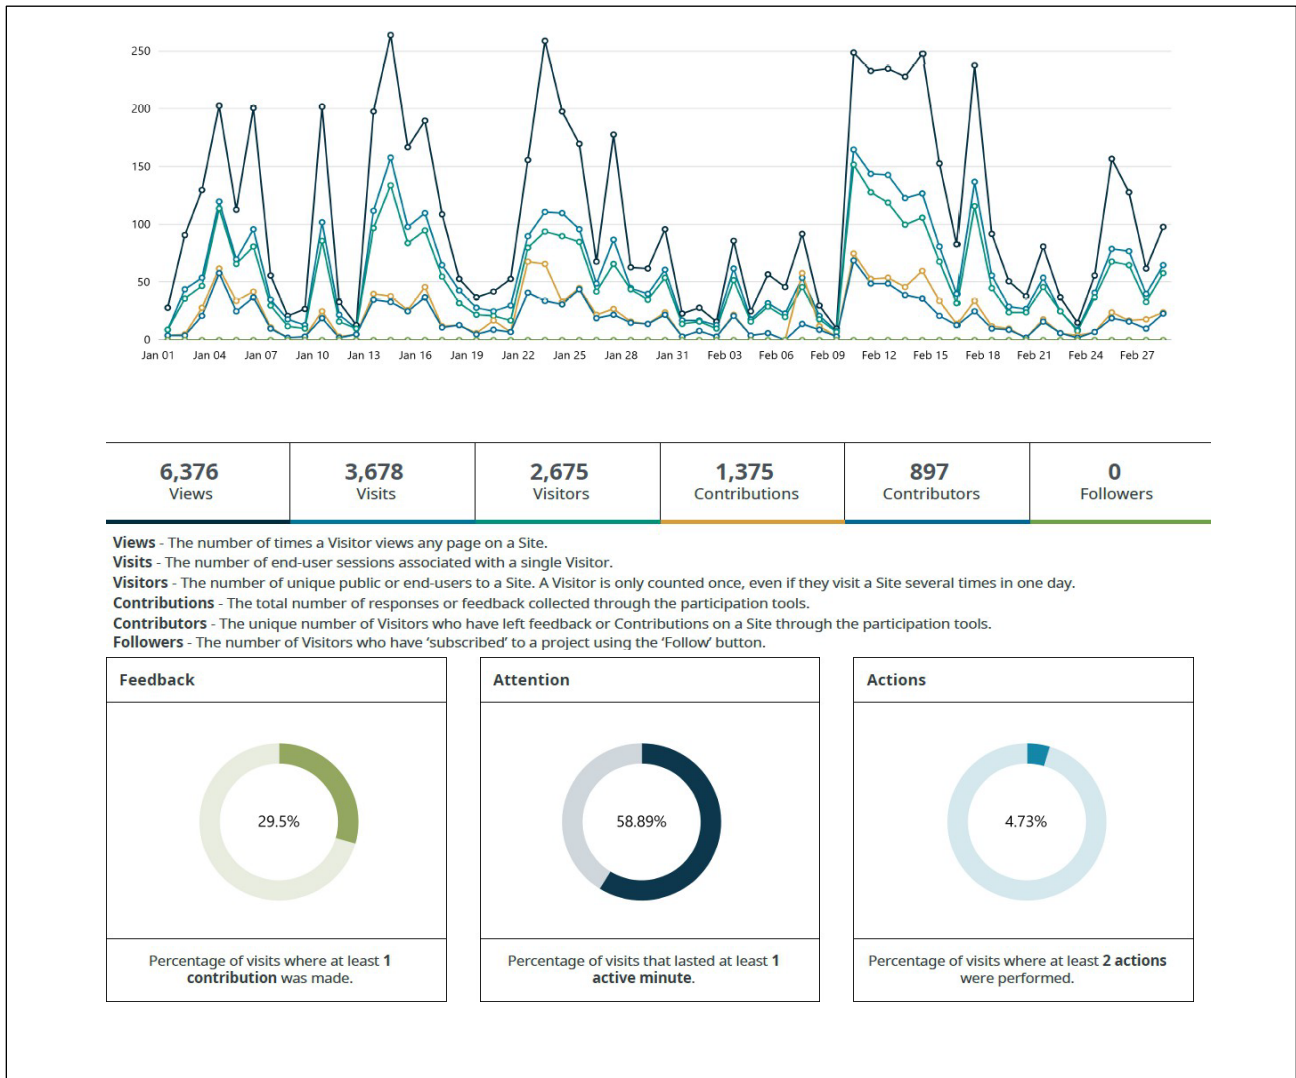 250
200
150
100
50
0
Jan 01 Jan 04 Jan 07 Jan 10 Jan 13 Jan 16 Jan 19 Jan 22 Jan 25 Jan 28 Jan 31 Feb 03 Feb 06 Feb 09 Feb 12 Feb 15 Feb 18 Feb 21 Feb 24 Feb 27
6,376 3,678 2,675 1,375 897 0
Views Visits Visitors Contributions Contributors Followers
Views - The number of times a Visitor views any page on a Site.
Visits - The number of end-user sessions associated with a single Visitor.
Visitors - The number of unique public or end-users to a Site. A Visitor is only counted once, even if they visit a Site several times in one day.
Contributions - The total number of responses or feedback collected through the participation tools.
Contributors - The unique number of Visitors who have left feedback or Contributions on a Site through the participation tools.
Followers - The number of Visitors who have ‘subscribed’ to a project using the ‘Follow’ button.
Feedback
29.5%
Percentage of visits where at least 1
contribution was made.
Attention
58.89%
Percentage of visits that lasted at least 1
active minute.
Actions
4.73%
Percentage of visits where at least 2 actions
were performed.